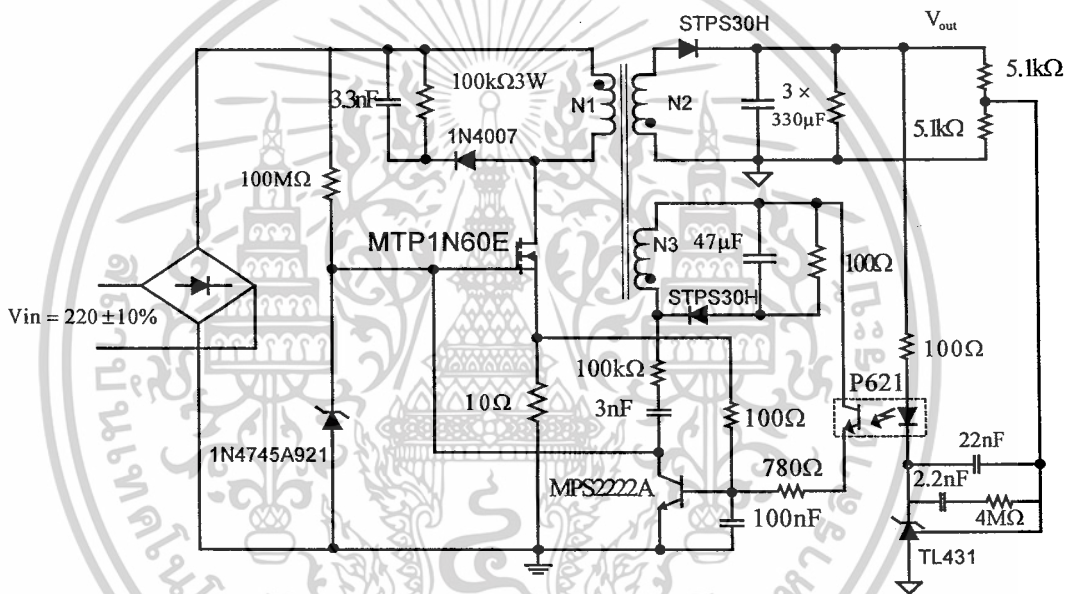 STPS30H
V_out
5.1kΩ
100kΩ3W
3.3nF
N1
N2
3 ×
330μF
5.1kΩ
1N4007
100MΩ
MTP1N60E
N3
47μF
100Ω
STPS30H
Vin = 220 ±10%
100kΩ
100Ω
P621
10Ω
3nF
100Ω
22nF
1N4745A921
780Ω
2.2nF
MPS2222A
100nF
4MΩ
TL431